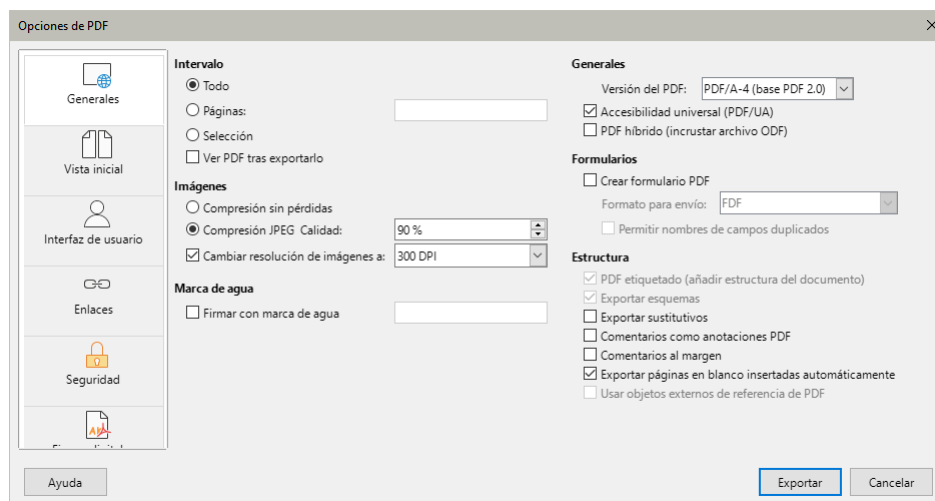 Opciones de PDF
Generales
Vista inicial
Interfaz de usuario
Enlaces
Seguridad
Intervalo
Todo
Páginas:
Selección
Ver PDF tras exportarlo
Imágenes
Compresión sin pérdidas
Compresión JPEG Calidad: 90 %
Cambiar resolución de imágenes a: 300 DPI
Marca de agua
Firmar con marca de agua
Generales
Versión del PDF: PDF/A-4 (base PDF 2.0)
Accesibilidad universal (PDF/UA)
PDF híbrido (incrustar archivo ODF)
Formularios
Crear formulario PDF
Formato para envío: FDF
Permitir nombres de campos duplicados
Estructura
PDF etiquetado (añadir estructura del documento)
Exportar esquemas
Exportar sustitutivos
Comentarios como anotaciones PDF
Comentarios al margen
Exportar páginas en blanco insertadas automáticamente
Usar objetos externos de referencia de PDF
Ayuda
Exportar
Cancelar